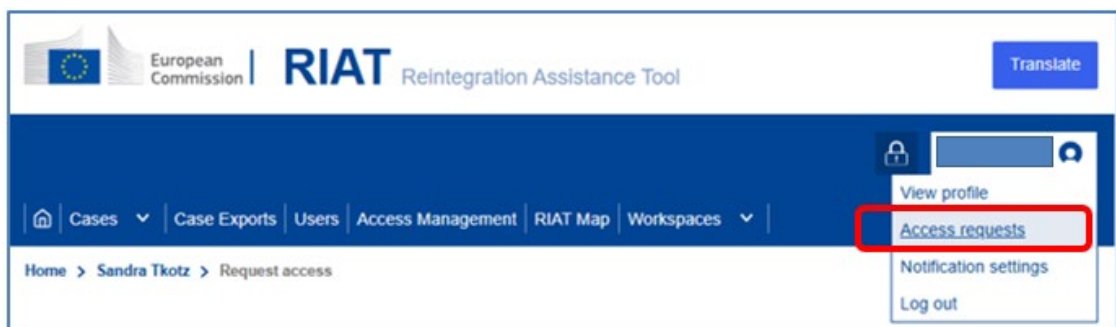 European
Commission
RIAT Reintegration Assistance Tool
Translate
View profile
Cases Case Exports Users Access Management RIAT Map Workspaces
Access requests
Home > Sandra Tkotz > Request access
Notification settings
Log out